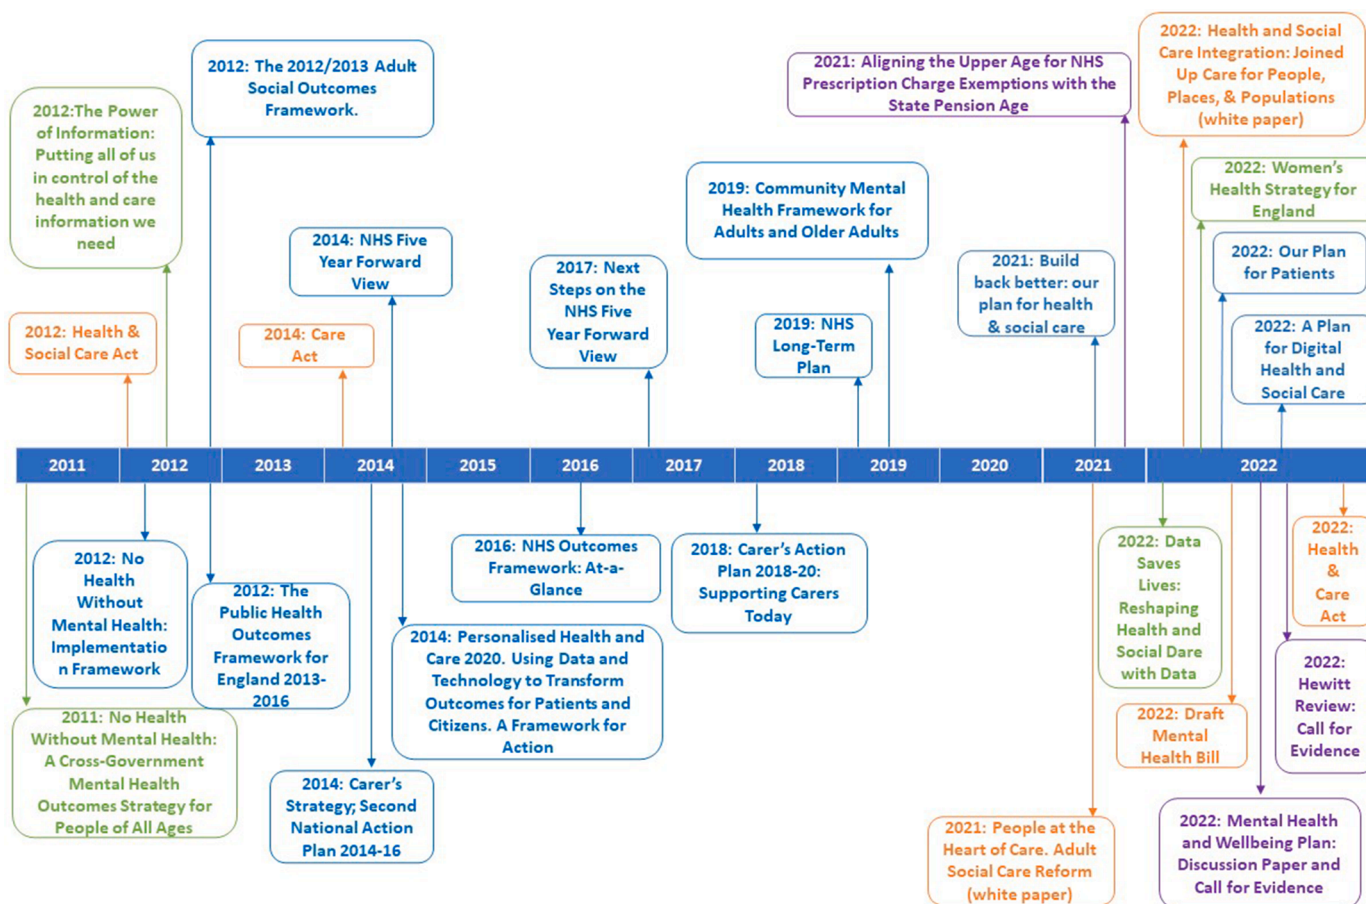 2012:The Power
of Information:
Putting all of us
in control of the
health and care
information we
need
2012: The 2012/2013 Adult
Social Outcomes
Framework.
2012: Health &
Social Care Act
2014: NHS Five
Year Forward
View
2014: Care
Act
2017: Next
Steps on the
NHS Five
Year Forward
View
2019: Community Mental
Health Framework for
Adults and Older Adults
2019: NHS
Long-Term
Plan
2021: Aligning the Upper Age for NHS
Prescription Charge Exemptions with the
State Pension Age
2021: Build
back better: our
plan for health
& social care
2022: Health and Social
Care Integration: Joined
Up Care for People,
Places, & Populations
(white paper)
2022: Women's
Health Strategy for
England
2022: Our Plan
for Patients
2022: A Plan
for Digital
Health and
Social Care
2011 2012 2013 2014 2015 2016 2017 2018 2019 2020 2021 2022
2012: No
Health
Without
Mental Health:
Implementatio
n Framework
2011: No Health
Without Mental Health:
A Cross-Government
Mental Health
Outcomes Strategy for
People of All Ages
2012: The
Public Health
Outcomes
Framework for
England 2013-
2016
2014: Carer's
Strategy; Second
National Action
Plan 2014-16
2014: Personalised Health and
Care 2020. Using Data and
Technology to Transform
Outcomes for Patients and
Citizens. A Framework for
Action
2016: NHS Outcomes
Framework: At-a-
Glance
2018: Carer's Action
Plan 2018-20:
Supporting Carers
Today
2021: People at the
Heart of Care. Adult
Social Care Reform
(white paper)
2022: Data
Saves
Lives:
Reshaping
Health and
Social Dare
with Data
2022: Draft
Mental
Health Bill
2022: Mental Health
and Wellbeing Plan:
Discussion Paper and
Call for Evidence
2022:
Hewitt
Review:
Call for
Evidence
2022:
Health
&
Care
Act